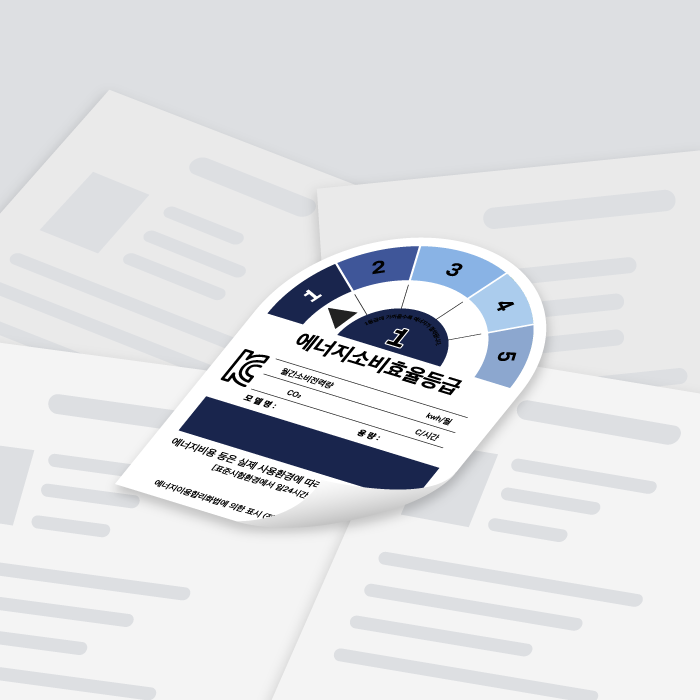 1
2
3
4
5
1
에너지소비효율등급
월간소비전력량
kwh/월
CO₂
C/시간
모델명 :
용량 :
에너지비용 등은 실제 사용환경에 따라
[표준시험환경에서 일24시간
에너지이용합리화법에 의한 표시